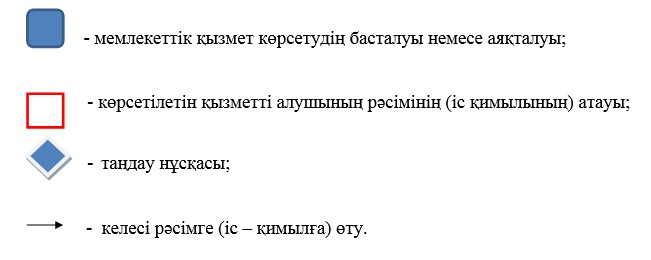 - мемлекеттік қызмет көрсетудің басталуы немесе аяқталуы;
- көрсетілетін қызметті алушының рәсімінің (іс қимылының) атауы;
- таңдау нұсқасы;
- келесі рәсімге (іс – қимылға) өту.